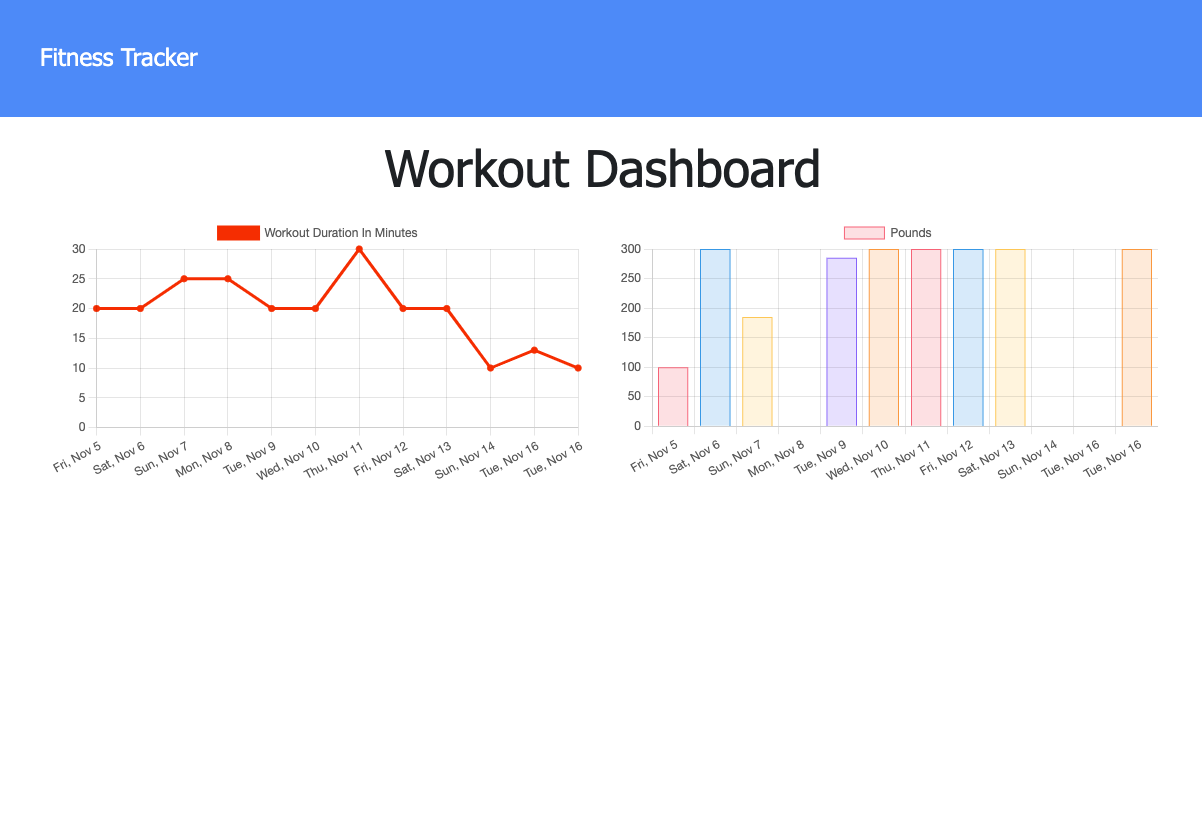 Fitness Tracker
Workout Dashboard
Workout Duration In Minutes
30
25
20
15
10
5
0
Fri, Nov 5
Sat, Nov 6
Sun, Nov 7
Mon, Nov 8
Tue, Nov 9
Wed, Nov 10
Thu, Nov 11
Fri, Nov 12
Sat, Nov 13
Sun, Nov 14
Tue, Nov 16
Tue, Nov 16
Pounds
300
250
200
150
100
50
0
Fri, Nov 5
Sat, Nov 6
Sun, Nov 7
Mon, Nov 8
Tue, Nov 9
Wed, Nov 10
Thu, Nov 11
Fri, Nov 12
Sat, Nov 13
Sun, Nov 14
Tue, Nov 16
Tue, Nov 16